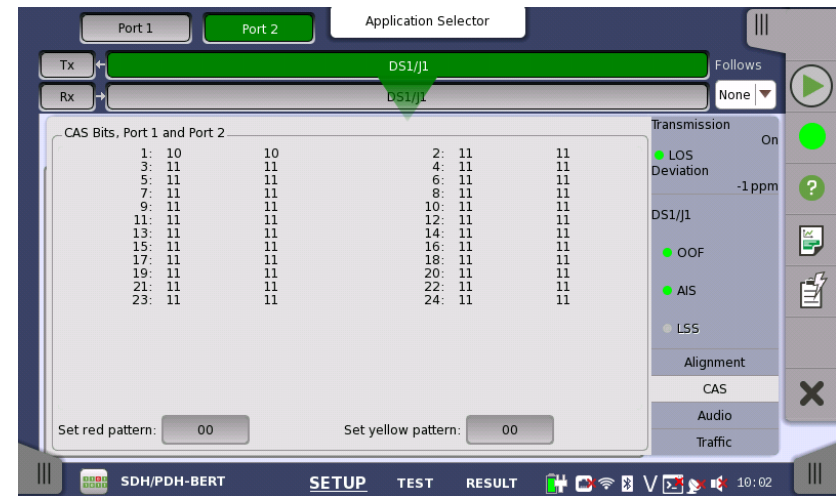 Port 1
Port 2
Application Selector
Tx
DS1/J1
Follows
Rx
DS1/J1
None
CAS Bits, Port 1 and Port 2
1: 10 10 2: 11 11
3: 11 11 4: 11 11
5: 11 11 6: 11 11
7: 11 11 8: 11 11
9: 11 11 10: 11 11
11: 11 11 12: 11 11
13: 11 11 14: 11 11
15: 11 11 16: 11 11
17: 11 11 18: 11 11
19: 11 11 20: 11 11
21: 11 11 22: 11 11
23: 11 11 24: 11 11
Set red pattern: 00 Set yellow pattern: 00
Transmission
On
LOS
Deviation
-1 ppm
DS1/J1
OOF
AIS
LSS
Alignment
CAS
Audio
Traffic
SDH/PDH-BERT SETUP TEST RESULT 10:02